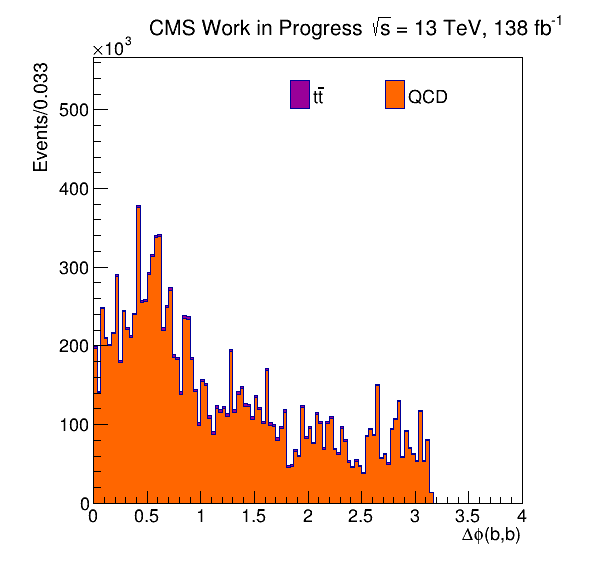 CMS Work in Progress √s = 13 TeV, 138 fb⁻¹
×10³
Events/0.033
tt̄
QCD
500
400
300
200
100
0
0 0.5 1 1.5 2 2.5 3 3.5 4
Δϕ(b,b)